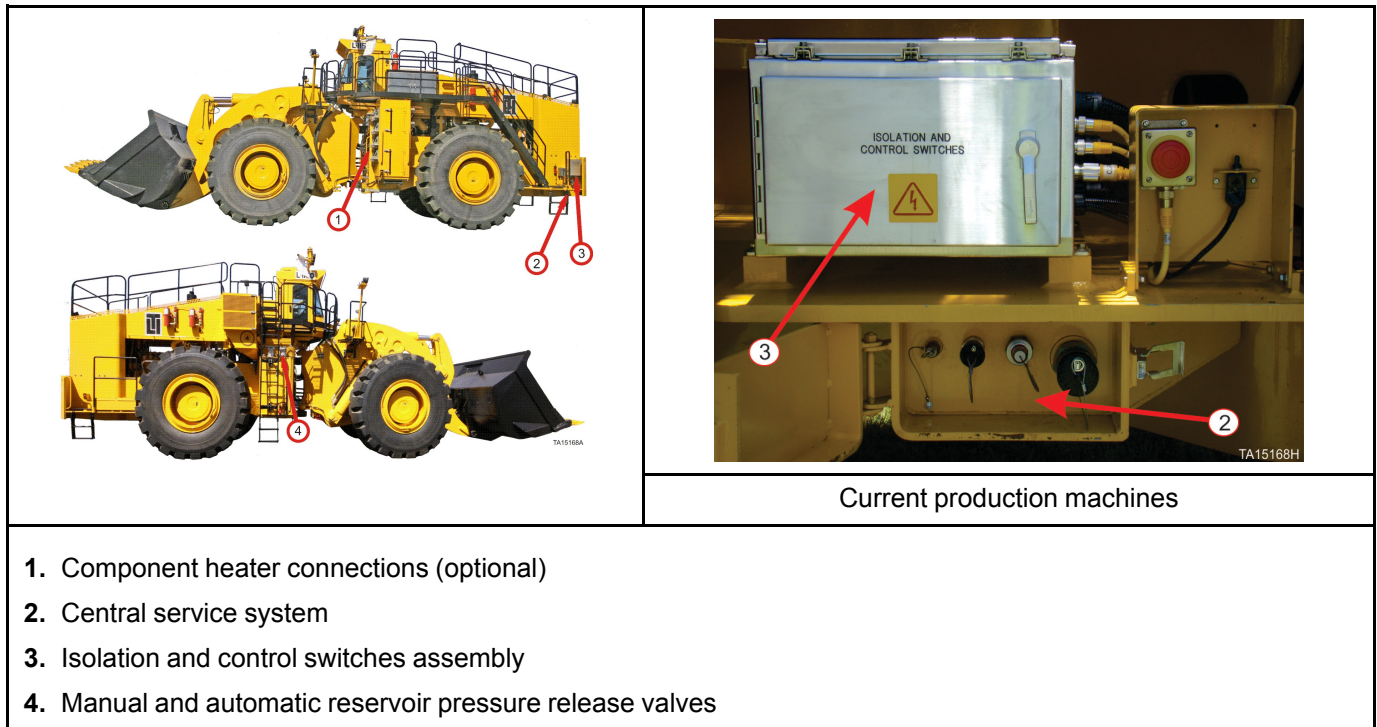 1
2
3
4
TA15168A
ISOLATION AND
CONTROL SWITCHES
3
2
TA15168H
Current production machines
1. Component heater connections (optional)
2. Central service system
3. Isolation and control switches assembly
4. Manual and automatic reservoir pressure release valves